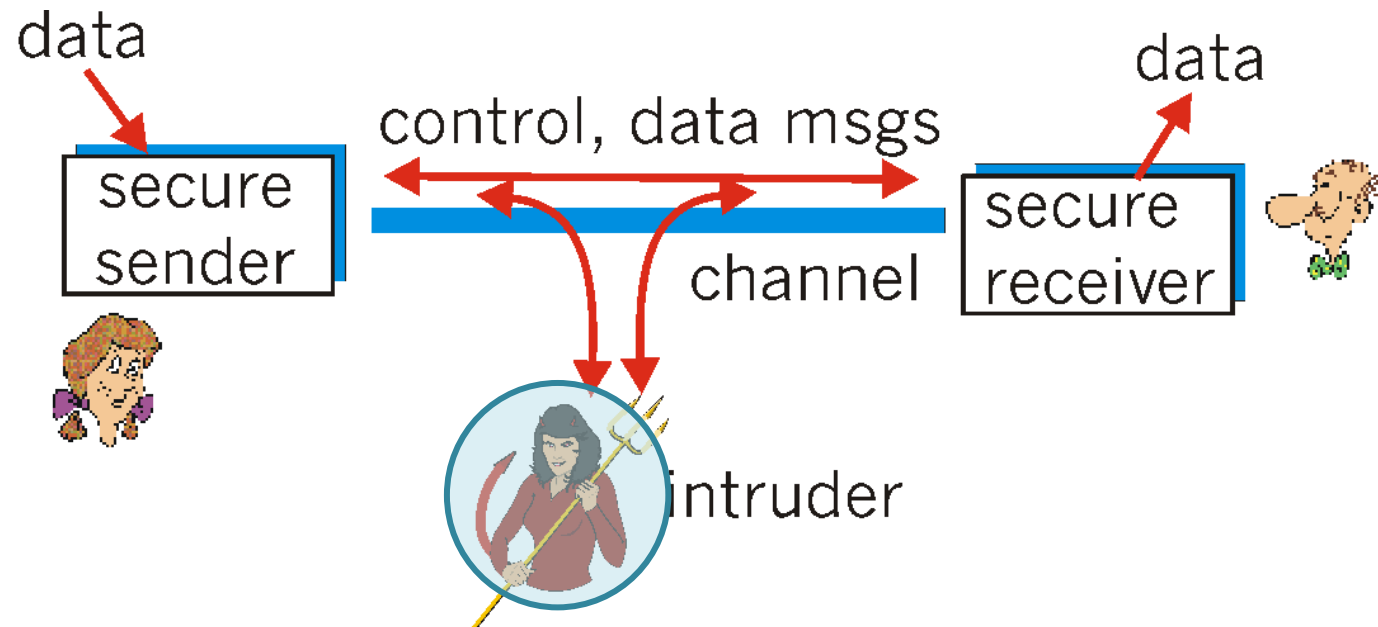 data
data
control, data msgs
secure
sender
channel
secure
receiver
intruder